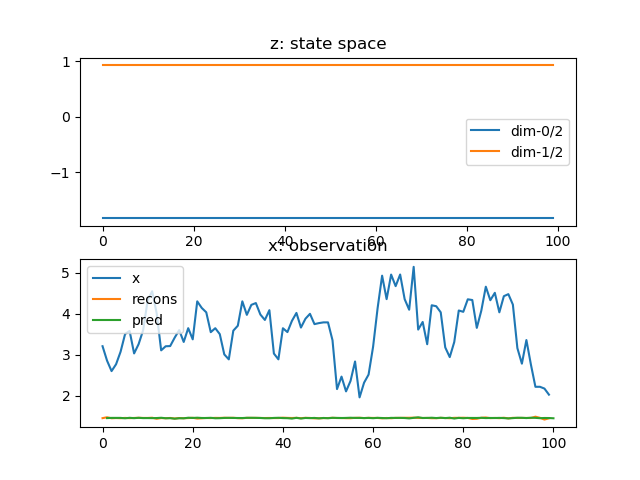 z: state space
1
0
−1
dim-0/2
dim-1/2
0 20 40 60 80 100
x: observation
5
4
3
2
x
recons
pred
0 20 40 60 80 100